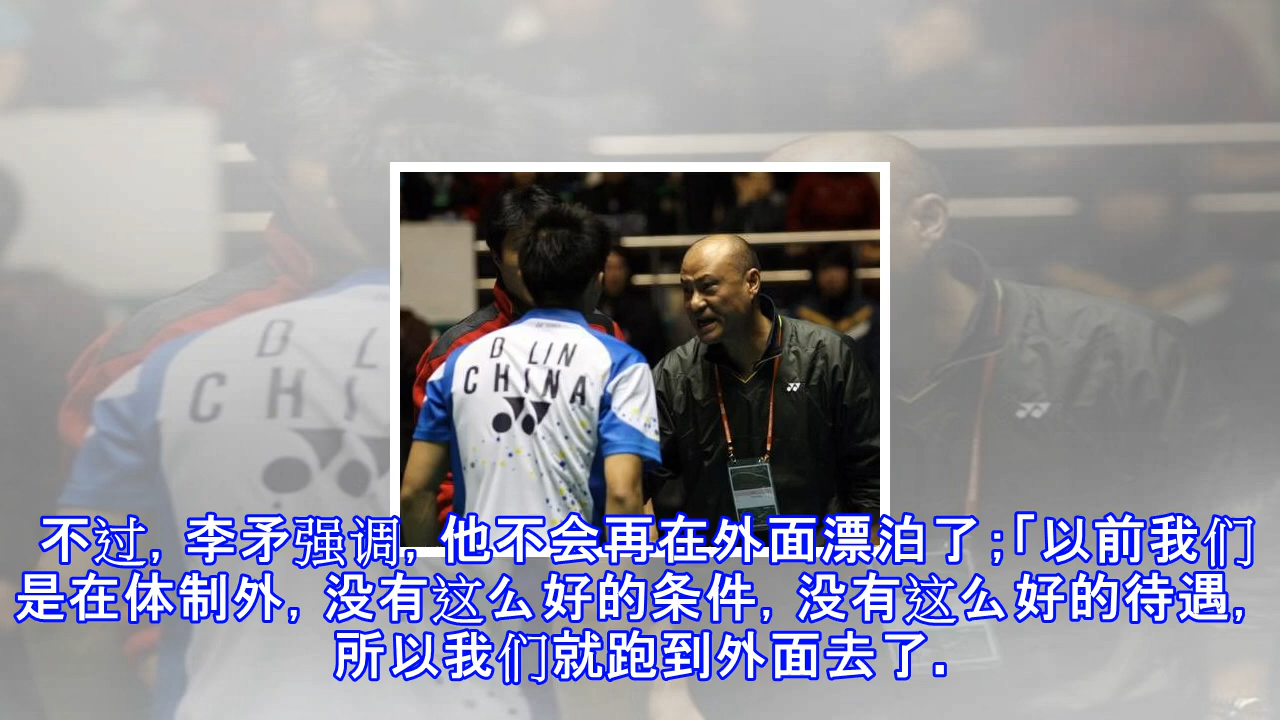 D LIN
CHINA
不过, 李矛强调, 他不会再在外面漂泊了;「以前我们
是在体制外, 没有这么好的条件, 没有这么好的待遇,
所以我们就跑到外面去了.